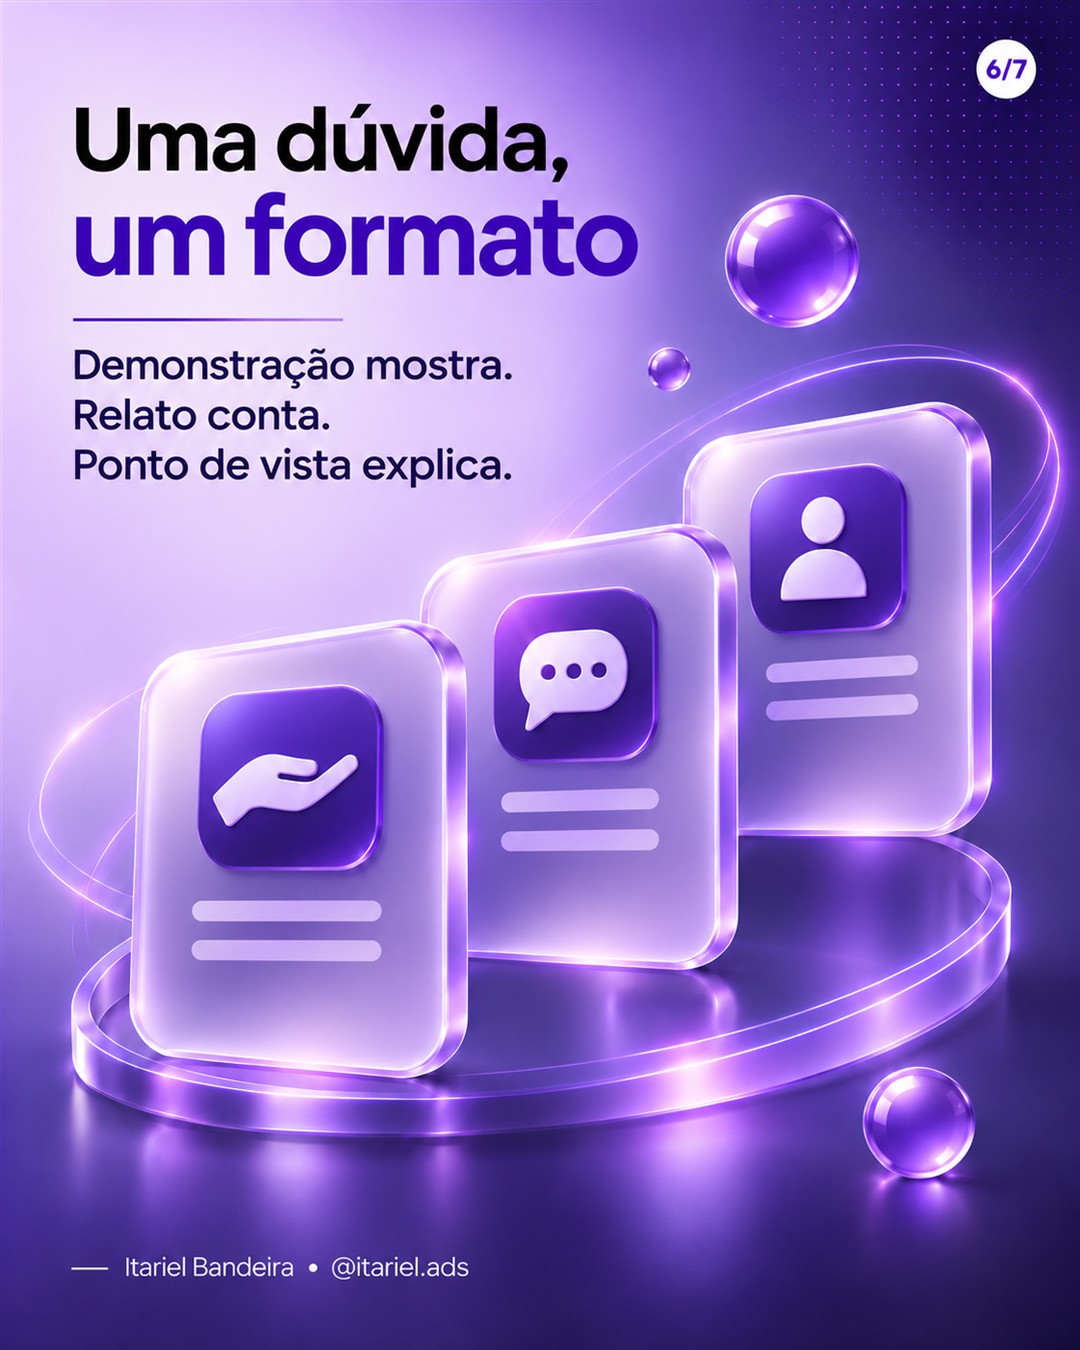 6/7
Uma dúvida,
um formato
Demonstração mostra.
Relato conta.
Ponto de vista explica.
— Itariel Bandeira • @itariel.ads